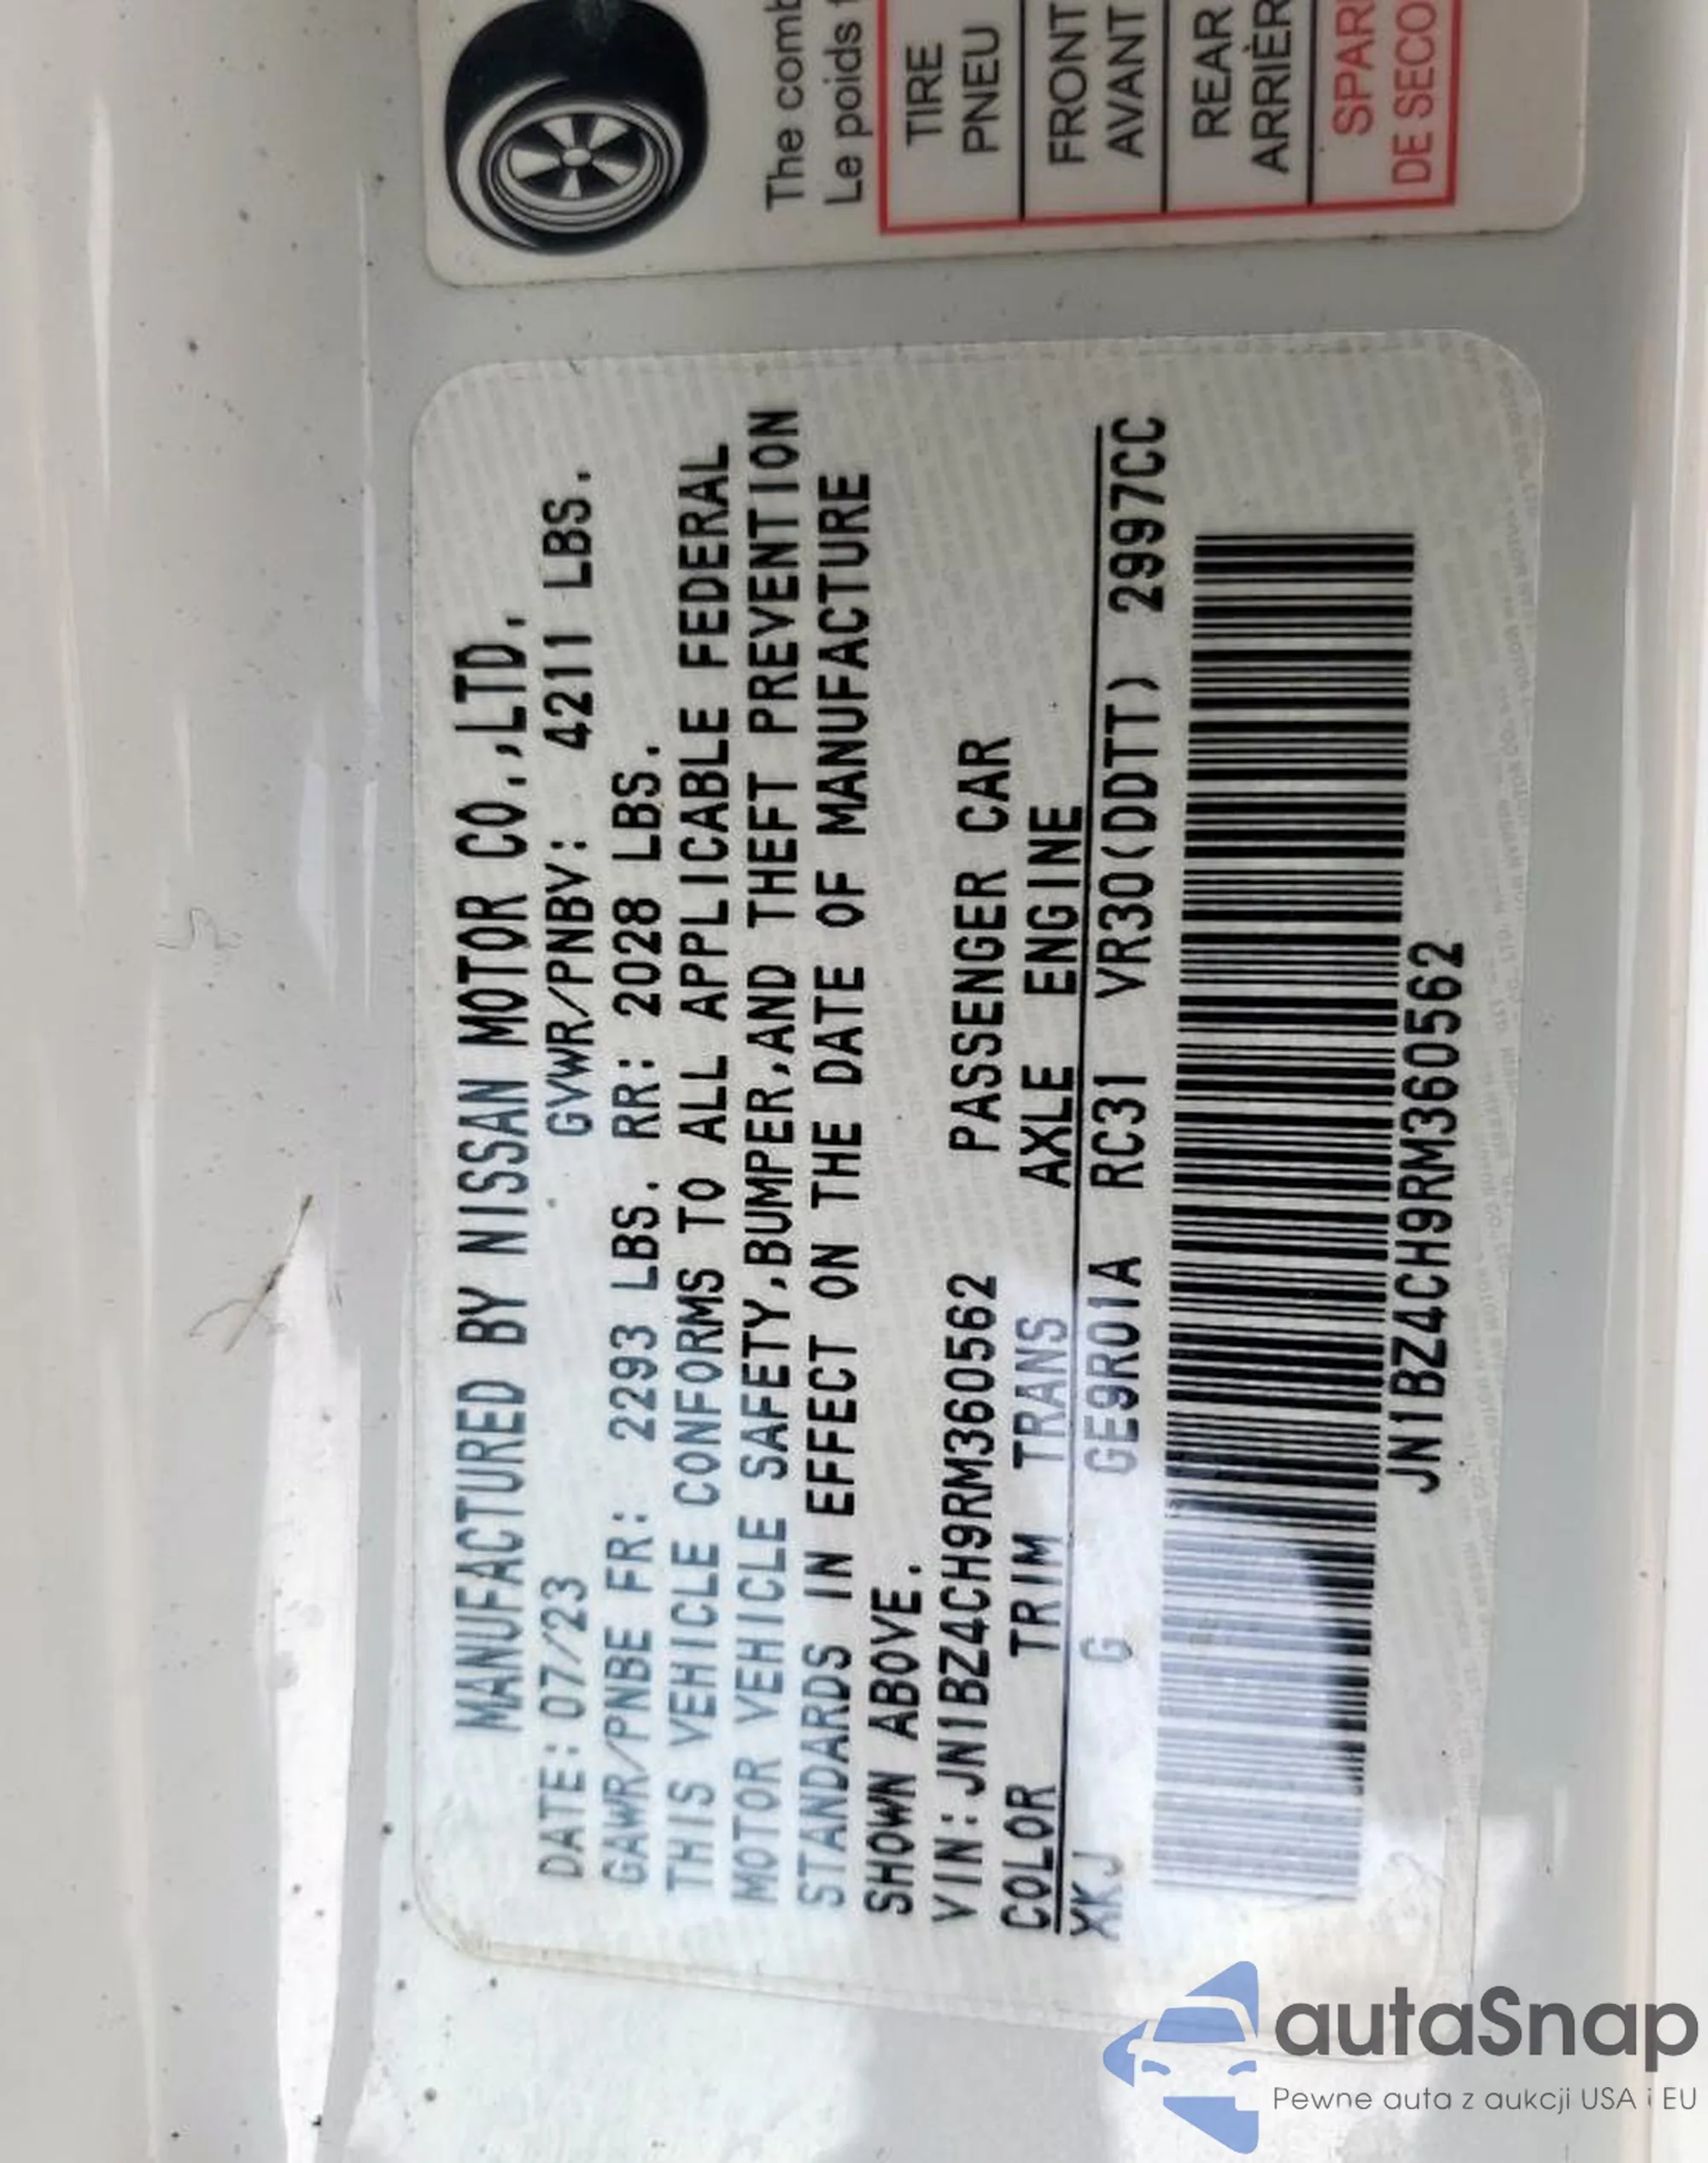 MANUFACTURED BY NISSAN MOTOR CO.,LTD.
DATE:07/23 GVWR/PNBV: 4211 LBS.
GAWR/PNBE FR: 2293 LBS. RR: 2028 LBS.
THIS VEHICLE CONFORMS TO ALL APPLICABLE FEDERAL
MOTOR VEHICLE SAFETY,BUMPER,AND THEFT PREVENTION
STANDARDS IN EFFECT ON THE DATE OF MANUFACTURE
SHOWN ABOVE.
VIN:JN1BZ4CH9RM360562 PASSENGER CAR
COLOR TRIM TRANS AXLE ENGINE
XKJ G GE9R01A RC31 VR30(DDTT) 2997CC
JN1BZ4CH9RM360562
The comb
Le poids
TIRE
PNEU
FRONT
AVANT
REAR
ARRIÈR
SPAR
DE SECO
autaSnap
Pewne auta z aukcji USA i EU